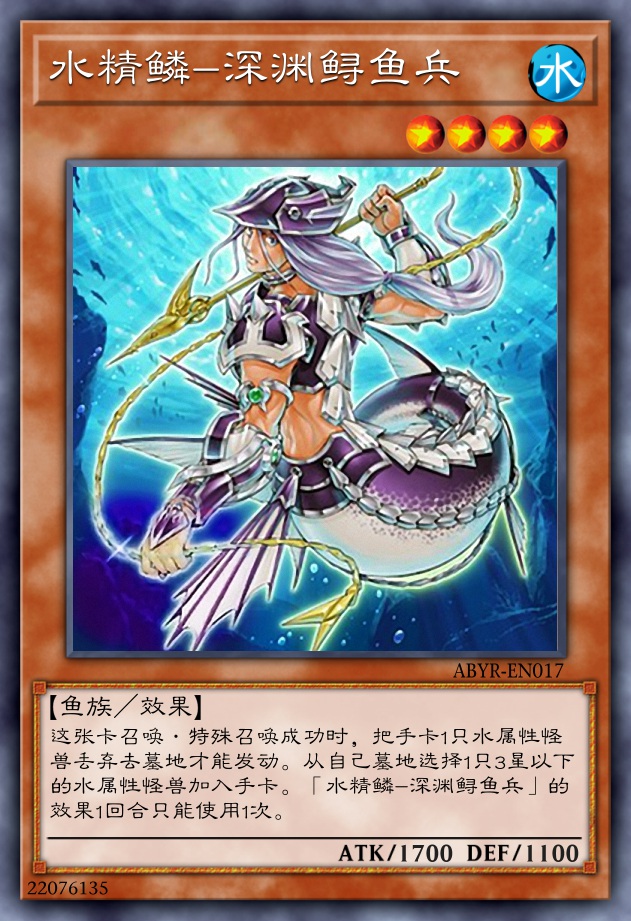 水精鳞–深渊鲟鱼兵
水
ABYR-EN017
【鱼族／效果】
这张卡召唤·特殊召唤成功时，把手卡1只水属性怪
兽丢弃去墓地才能发动。从自己墓地选择1只3星以下
的水属性怪兽加入手卡。「水精鳞–深渊鲟鱼兵」的
效果1回合只能使用1次。
ATK/1700 DEF/1100
22076135